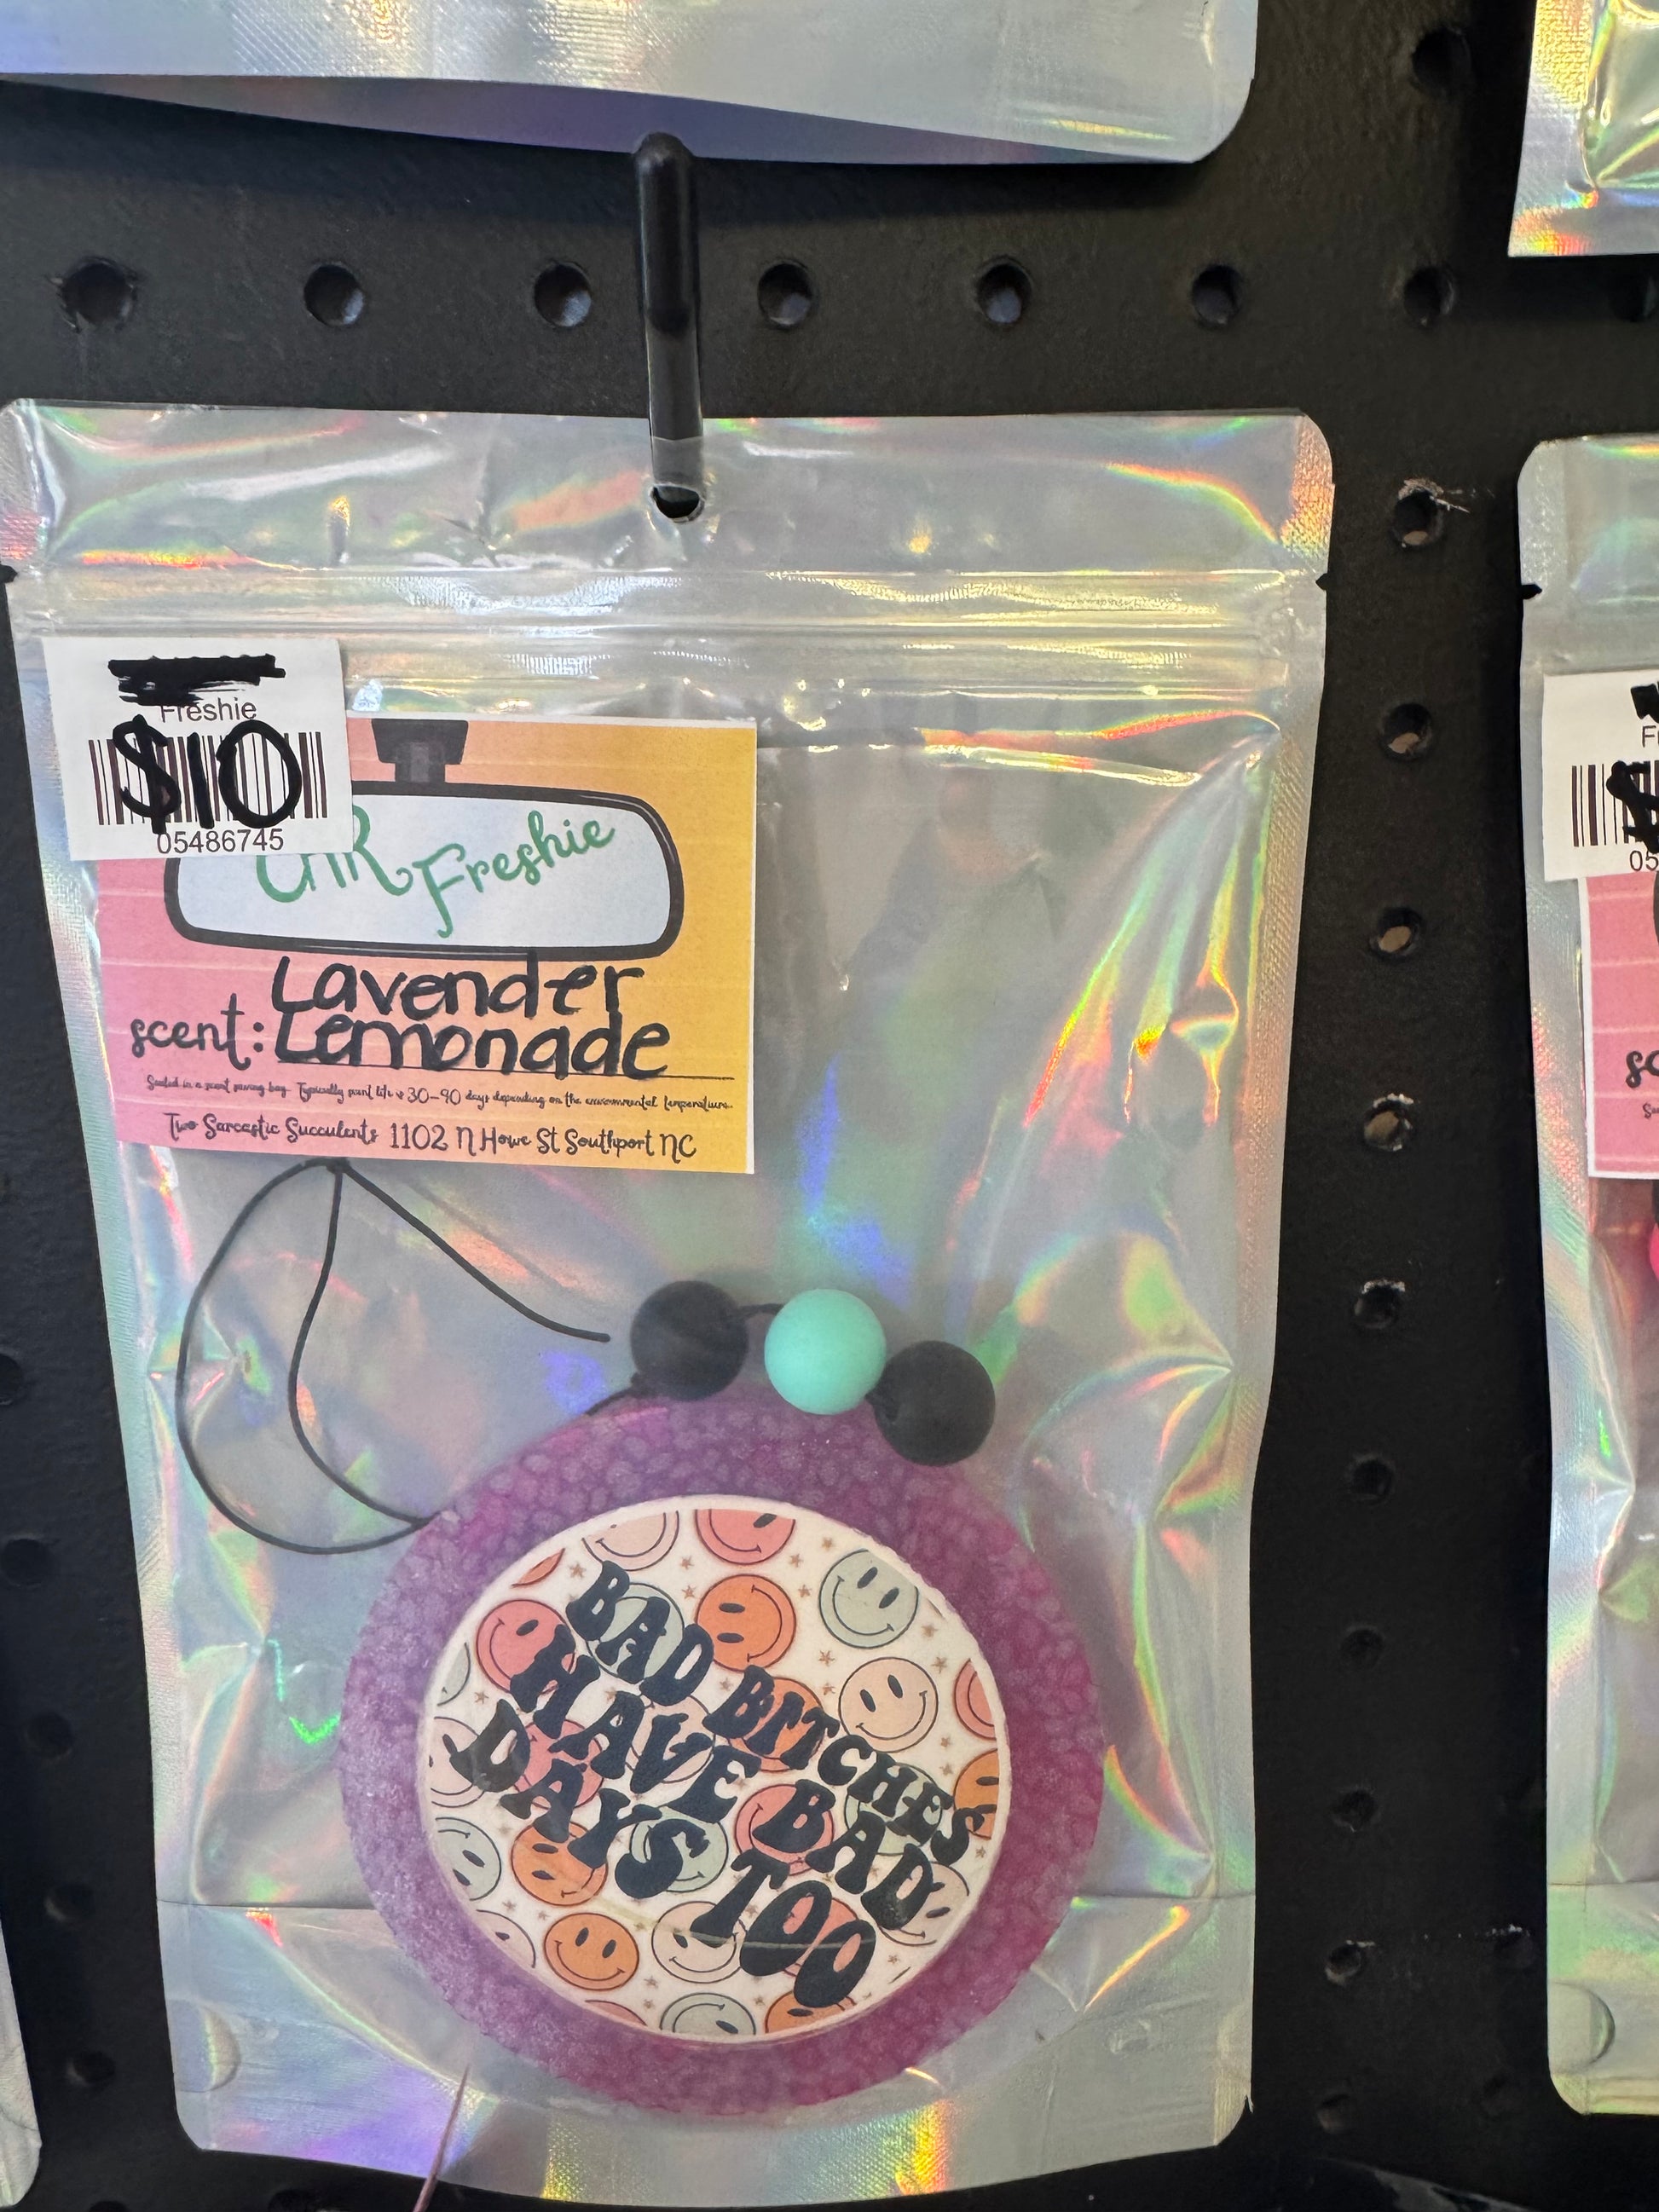 Freshie
$10
05486745
Freshie
Lavender
scent: Lemonade
Sealed in a scent saving bag. Typically scent life is 30-90 days depending on the environmental temperature.
Two Sarcastic Succulents 1102 N Howe St Southport NC
BAD BITCHES
HAVE BAD
DAYS TOO